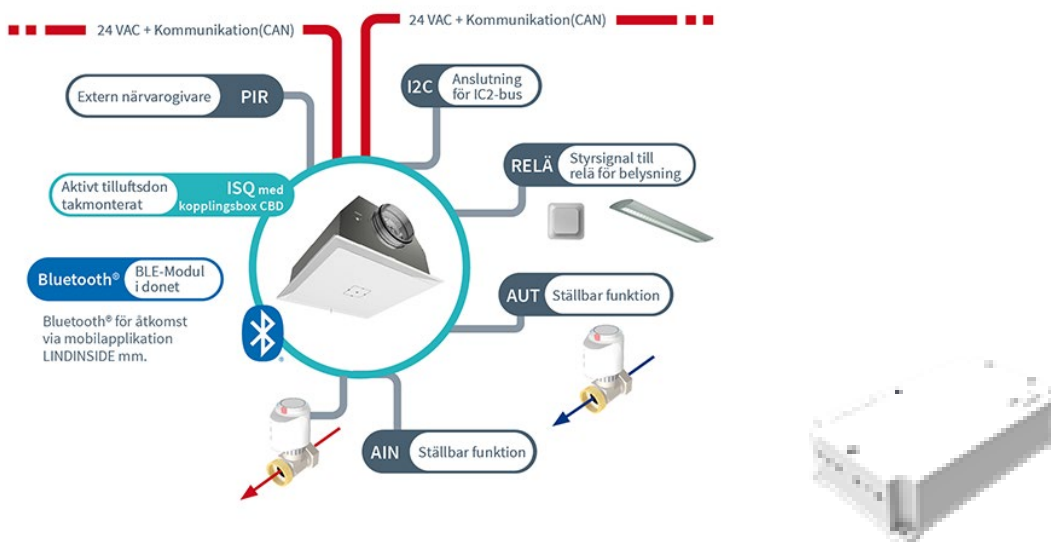 24 VAC + Kommunikation(CAN)
24 VAC + Kommunikation(CAN)
Extern närvarogivare PIR
I2C Anslutning
för IC2-bus
RELÄ Styrsignal till
relä för belysning
Aktivt tilluftsdon
takmonterat
ISQ med
kopplingsbox CBD
Bluetooth® BLE-Modul
i donet
AUT Ställbar funktion
Bluetooth® för åtkomst
via mobilapplikation
LINDINSIDE mm.
AIN Ställbar funktion